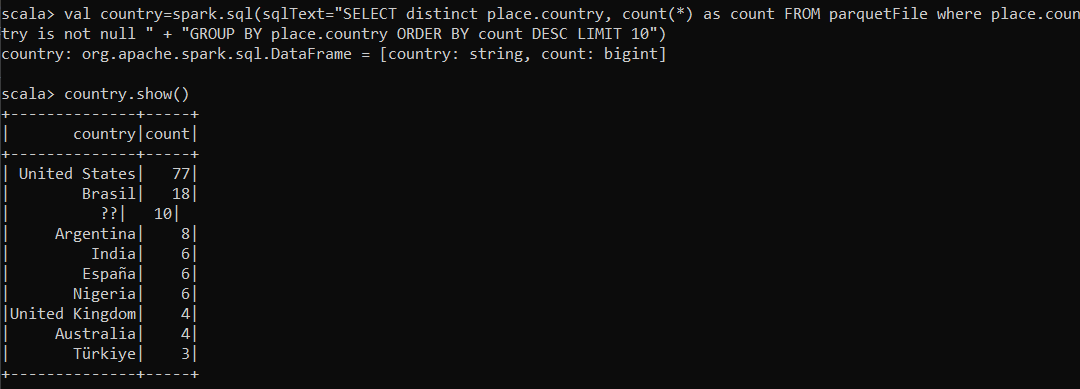 scala> val country=spark.sql(sqlText="SELECT distinct place.country, count(*) as count FROM parquetFile where place.coun
try is not null " + "GROUP BY place.country ORDER BY count DESC LIMIT 10")
country: org.apache.spark.sql.DataFrame = [country: string, count: bigint]
scala> country.show()
+--------------+-----+
|       country|count|
+--------------+-----+
| United States|   77|
|        Brasil|   18|
|          ??|   10|
|     Argentina|    8|
|         India|    6|
|        España|    6|
|       Nigeria|    6|
|United Kingdom|    4|
|     Australia|    4|
|       Türkiye|    3|
+--------------+-----+